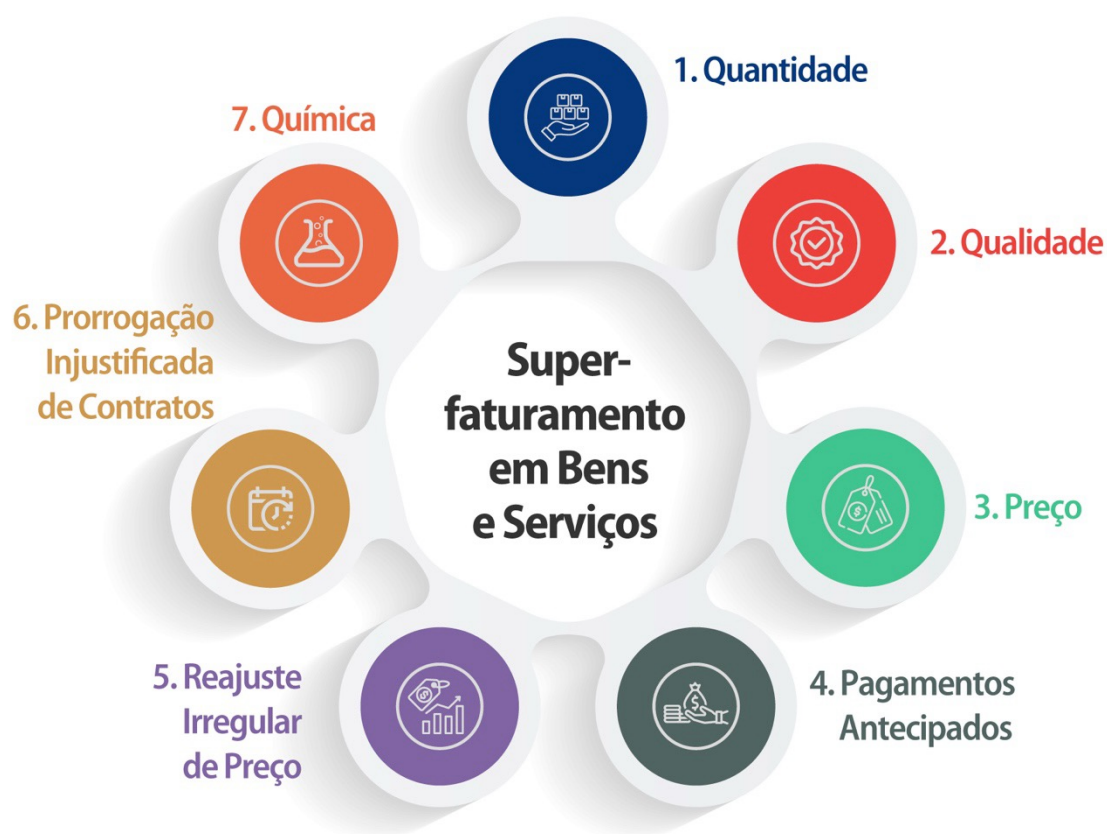 Super-
faturamento
em Bens
e Serviços
1. Quantidade
2. Qualidade
3. Preço
4. Pagamentos
Antecipados
5. Reajuste
Irregular
de Preço
6. Prorrogação
Injustificada
de Contratos
7. Química